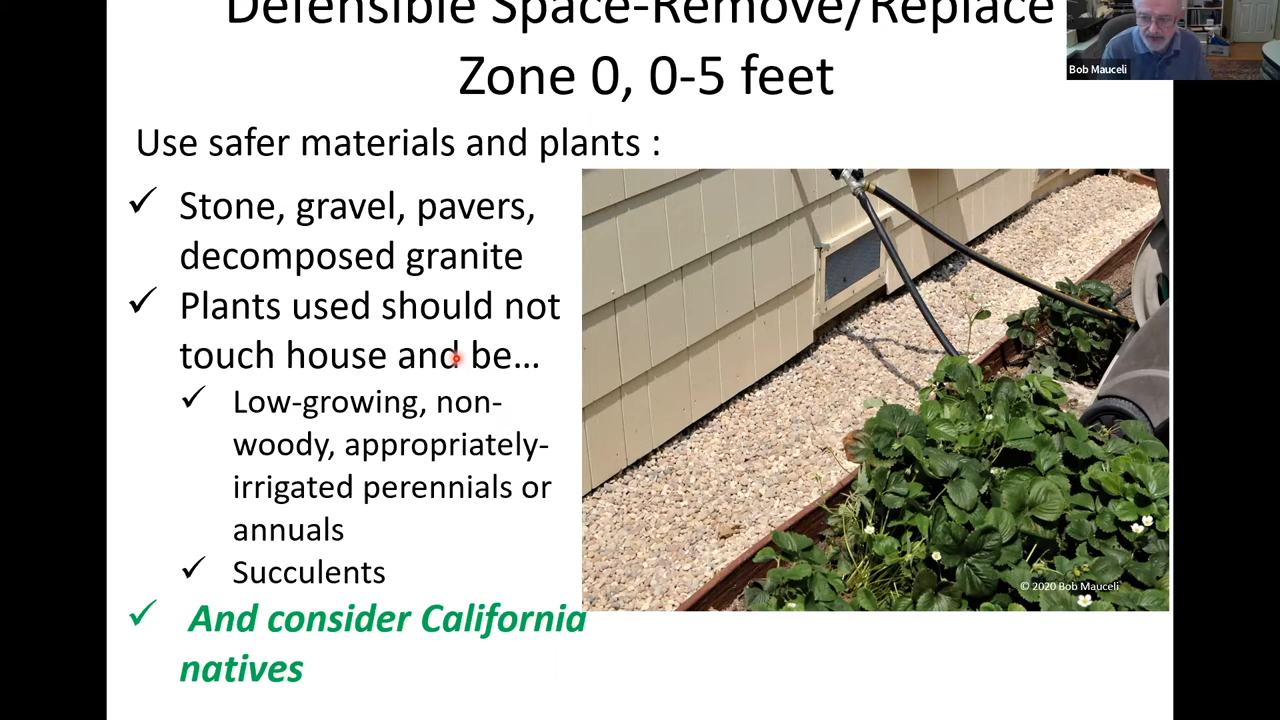 Defensible Space-Remove/Replace
Zone 0, 0-5 feet
Bob Mauceli
Use safer materials and plants :
Stone, gravel, pavers,
decomposed granite
Plants used should not
touch house and be...
Low-growing, non-
woody, appropriately-
irrigated perennials or
annuals
Succulents
And consider California
natives
© 2020 Bob Mauceli